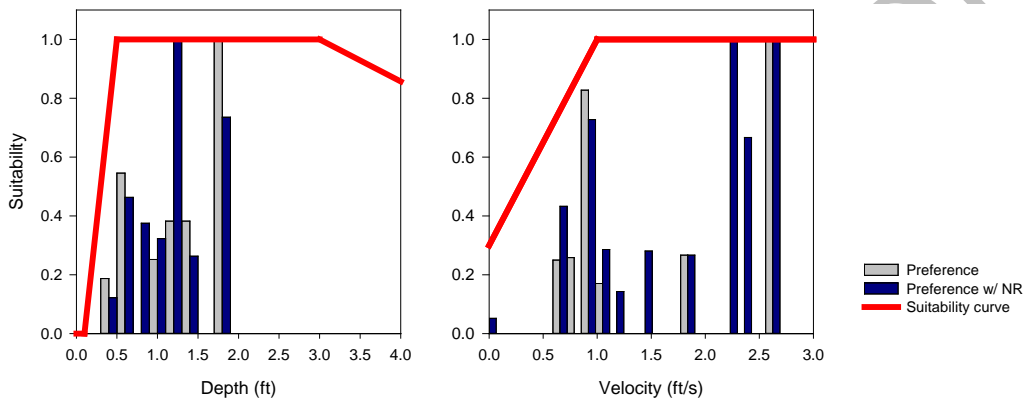 Suitability
1.0
0.8
0.6
0.4
0.2
0.0
0.0 0.5 1.0 1.5 2.0 2.5 3.0 3.5 4.0
Depth (ft)
1.0
0.8
0.6
0.4
0.2
0.0
0.0 0.5 1.0 1.5 2.0 2.5 3.0
Velocity (ft/s)
Preference
Preference w/ NR
Suitability curve